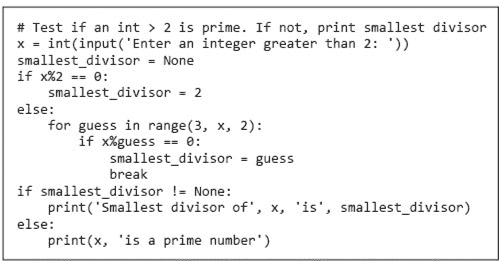 # Test if an int > 2 is prime. If not, print smallest divisor
x = int(input('Enter an integer greater than 2: '))
smallest_divisor = None
if x%2 == 0:
    smallest_divisor = 2
else:
    for guess in range(3, x, 2):
        if x%guess == 0:
            smallest_divisor = guess
            break
if smallest_divisor != None:
    print('Smallest divisor of', x, 'is', smallest_divisor)
else:
    print(x, 'is a prime number')